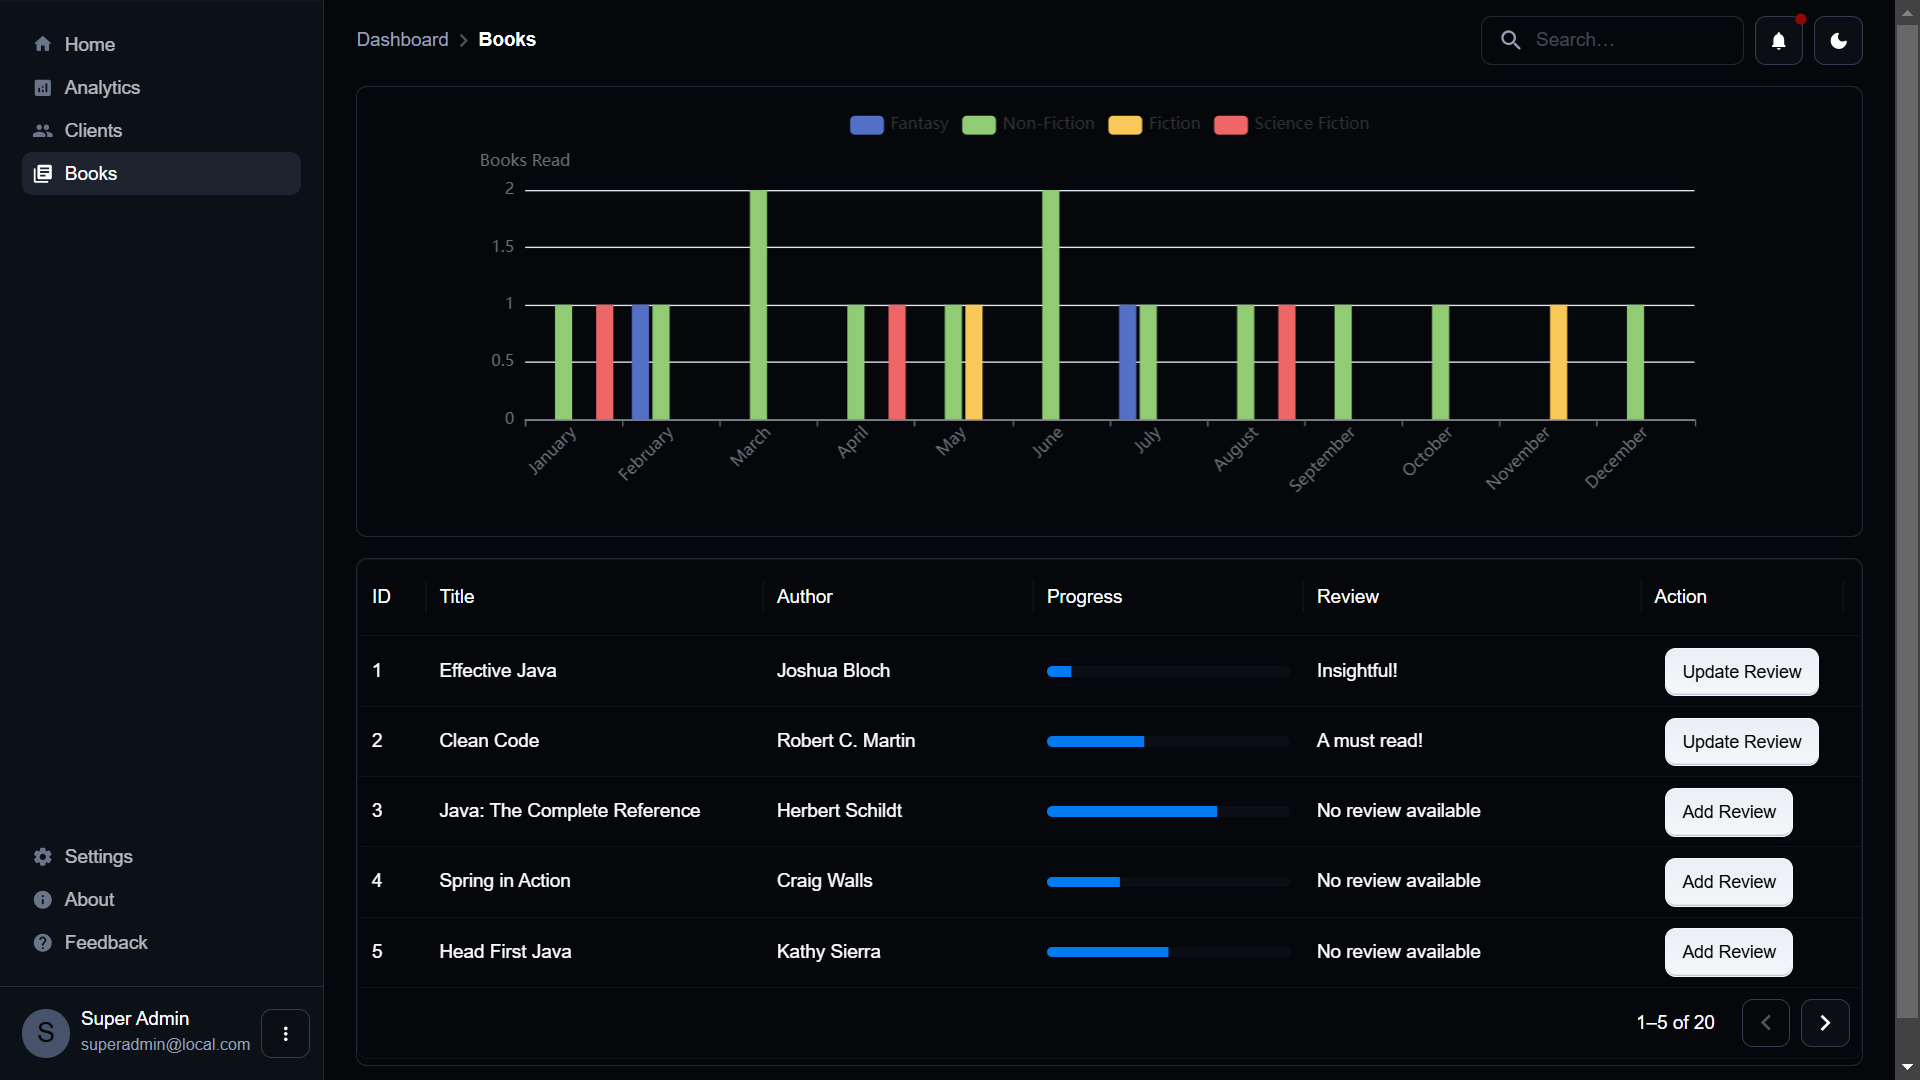 Home
Analytics
Clients
Books
Settings
About
Feedback
S
Super Admin
superadmin@local.com
Dashboard
Books
Search…
Fantasy
Non-Fiction
Fiction
Science Fiction
Books Read
2
1.5
1
0.5
0
January
February
March
April
May
June
July
August
September
October
November
December
ID Title Author Progress Review Action
1 Effective Java Joshua Bloch Insightful! Update Review
2 Clean Code Robert C. Martin A must read! Update Review
3 Java: The Complete Reference Herbert Schildt No review available Add Review
4 Spring in Action Craig Walls No review available Add Review
5 Head First Java Kathy Sierra No review available Add Review
1–5 of 20